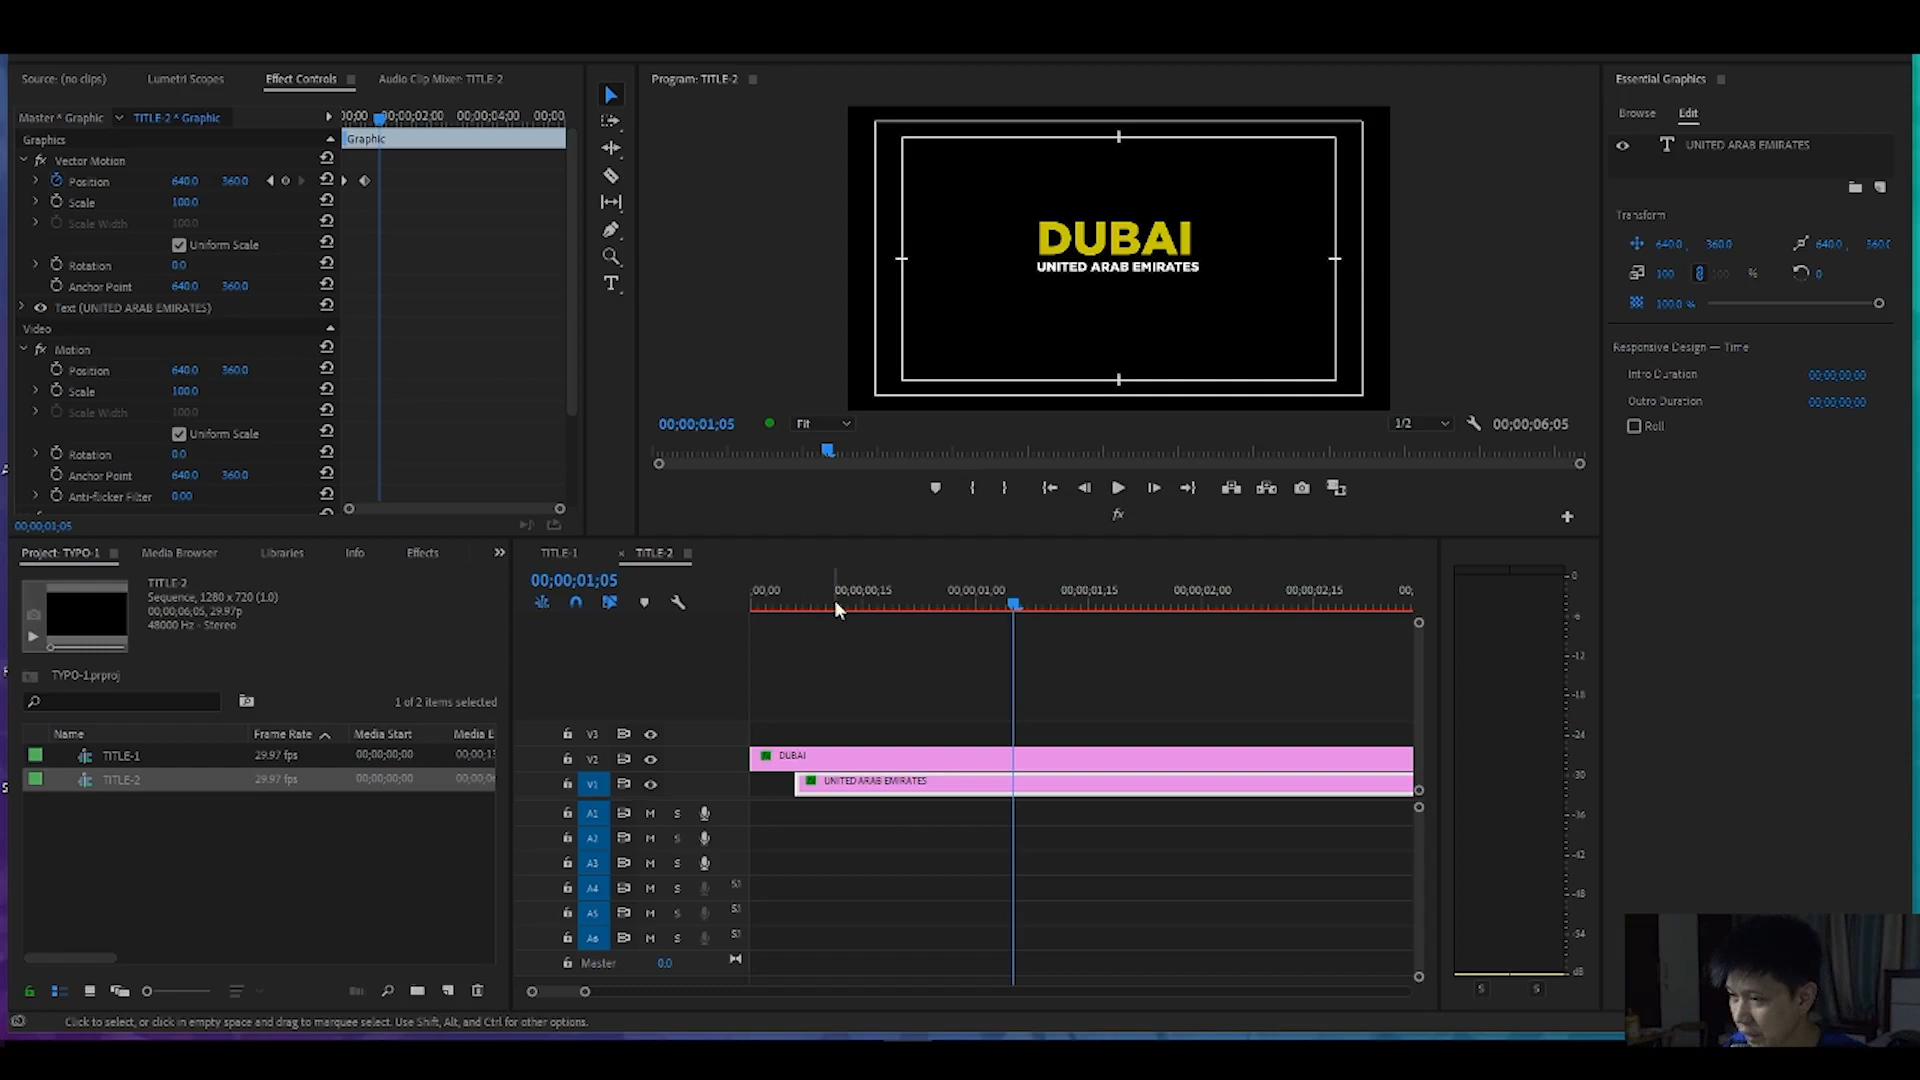 Source: (no clips)
Lumetri Scopes
Effect Controls
Audio Clip Mixer: TITLE-2
Master * Graphic
TITLE-2 * Graphic
00;00
00;00;02;00
00;00;04;00
00;00
Graphics
Graphic
fx Vector Motion
Position 640.0 360.0
Scale 100.0
Scale Width 100.0
Uniform Scale
Rotation 0.0
Anchor Point 640.0 360.0
Text (UNITED ARAB EMIRATES)
Video
fx Motion
Position 640.0 360.0
Scale 100.0
Scale Width 100.0
Uniform Scale
Rotation 0.0
Anchor Point 640.0 360.0
Anti-flicker Filter 0.00
00;00;01;05
Program: TITLE-2
DUBAI
UNITED ARAB EMIRATES
00;00;01;05
Fit
1/2
00;00;06;05
fx
Essential Graphics
Browse
Edit
T UNITED ARAB EMIRATES
Transform
640.0 , 360.0 640.0 , 360.0
100 100 % 0
100.0 %
Responsive Design — Time
Intro Duration 00;00;00;00
Outro Duration 00;00;00;00
Roll
Project: TYPO-1
Media Browser
Libraries
Info
Effects
TITLE-2
Sequence, 1280 x 720 (1.0)
00;00;06;05, 29.97p
48000 Hz - Stereo
TYPO-1.prproj
1 of 2 items selected
Name Frame Rate Media Start Media E
TITLE-1 29.97 fps 00;00;00;00
TITLE-2 29.97 fps 00;00;00;00
TITLE-1
× TITLE-2
00;00;01;05
;00;00 00;00;00;15 00;00;01;00 00;00;01;15 00;00;02;00 00;00;02;15 00;
V3
V2 DUBAI
V1 UNITED ARAB EMIRATES
A1 M S
A2 M S
A3 M S
A4 M S 5.1
A5 M S 5.1
A6 M S 5.1
Master 0.0
0
-6
-12
-18
-24
-30
-36
-42
-48
-54
dB
S S
Click to select, or click in empty space and drag to marquee select. Use Shift, Alt, and Ctrl for other options.